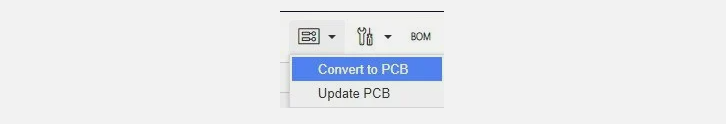 BOM
Convert to PCB
Update PCB